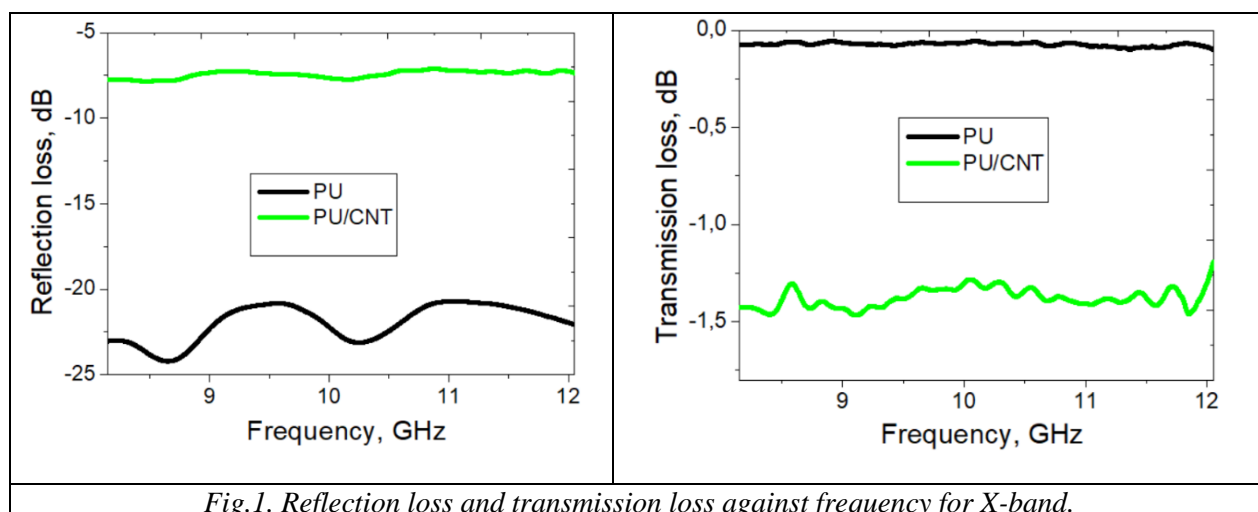 -5
-10
-15
-20
-25
Reflection loss, dB
PU
PU/CNT
9
10
11
12
Frequency, GHz
0,0
-0,5
-1,0
-1,5
Transmission loss, dB
PU
PU/CNT
9
10
11
12
Frequency, GHz
Fig.1. Reflection loss and transmission loss against frequency for X-band.